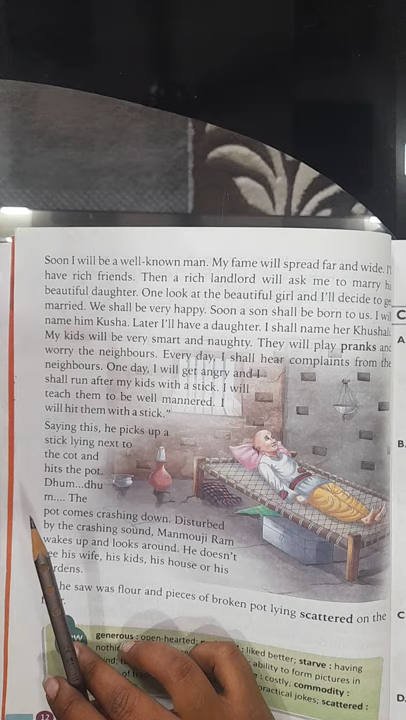 Soon I will be a well-known man. My fame will spread far and wide.
have rich friends. Then a rich landlord will ask me to marry
beautiful daughter. One look at the beautiful girl and I'll decide to
married. We shall be very happy. Soon a son shall be born to us. I
name him Kusha. Later I'll have a daughter. I shall name her Khushali
My kids will be very smart and naughty. They will play pranks and
worry the neighbours. Every day, I shall hear complaints from the
neighbours. One day, I will get angry and I
shall run after my kids with a stick. I will
teach them to be well mannered. I
will hit them with a stick."
Saying this, he picks up a
stick lying next to
the cot and
hits the pot.
Dhum...dhu
m.... The
pot comes crashing down. Disturbed
by the crashing sound, Manmouji Ram
wakes up and looks around. He doesn't
his wife, his kids, his house or his
he saw was flour and pieces of broken pot lying scattered on the
generous : open-hearted; : liked better; starve : having
ability to form pictures in
: costly; commodity :
practical jokes; scattered :
12
C
A
B.
C
D.